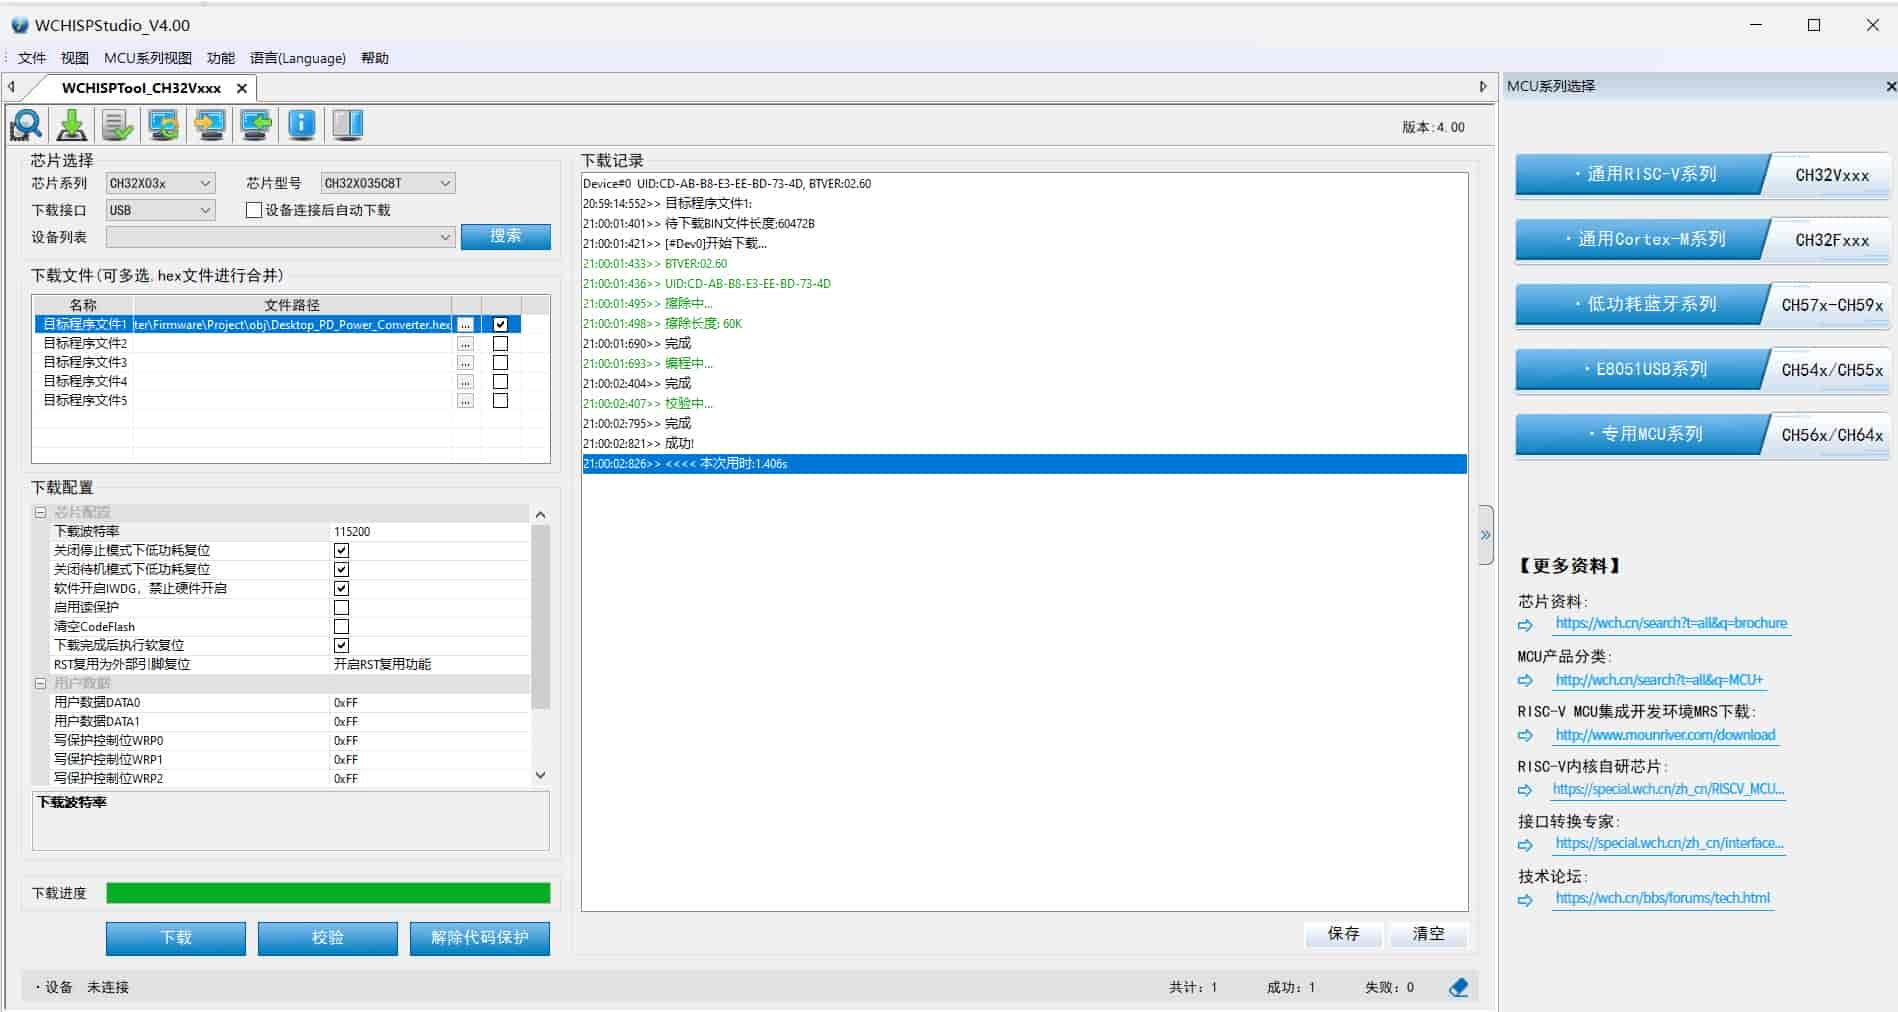 WCHISPStudio_V4.00
文件 视图 MCU系列视图 功能 语言(Language) 帮助
WCHISPTool_CH32Vxxx
版本:4.00
芯片选择
芯片系列 CH32X03x 芯片型号 CH32X035C8T
下载接口 USB 设备连接后自动下载
设备列表 搜索
下载文件(可多选,hex文件进行合并)
名称 文件路径
目标程序文件1 ter\Firmware\Project\obj\Desktop_PD_Power_Converter.hex ...
目标程序文件2 ...
目标程序文件3 ...
目标程序文件4 ...
目标程序文件5 ...
下载配置
芯片配置
下载波特率 115200
关闭停止模式下低功耗复位
关闭待机模式下低功耗复位
软件开启IWDG，禁止硬件开启
启用读保护
清空CodeFlash
下载完成后执行软复位
RST复用为外部引脚复位 开启RST复用功能
用户数据
用户数据DATA0 0xFF
用户数据DATA1 0xFF
写保护控制位WRP0 0xFF
写保护控制位WRP1 0xFF
写保护控制位WRP2 0xFF
下载波特率
下载进度
下载 校验 解除代码保护
下载记录
Device#0 UID:CD-AB-B8-E3-EE-BD-73-4D, BTVER:02.60
20:59:14:552>> 目标程序文件1:
21:00:01:401>> 待下载BIN文件长度:60472B
21:00:01:421>> [#Dev0]开始下载...
21:00:01:433>> BTVER:02.60
21:00:01:436>> UID:CD-AB-B8-E3-EE-BD-73-4D
21:00:01:495>> 擦除中...
21:00:01:498>> 擦除长度: 60K
21:00:01:690>> 完成
21:00:01:693>> 编程中...
21:00:02:404>> 完成
21:00:02:407>> 校验中...
21:00:02:795>> 完成
21:00:02:821>> 成功!
21:00:02:826>> <<<< 本次用时:1.406s
保存 清空
·设备 未连接 共计: 1 成功: 1 失败: 0
MCU系列选择
·通用RISC-V系列 CH32Vxxx
·通用Cortex-M系列 CH32Fxxx
·低功耗蓝牙系列 CH57x-CH59x
·E8051USB系列 CH54x/CH55x
·专用MCU系列 CH56x/CH64x
【更多资料】
芯片资料:
https://wch.cn/search?t=all&q=brochure
MCU产品分类:
http://wch.cn/search?t=all&q=MCU+
RISC-V MCU集成开发环境MRS下载:
http://www.mounriver.com/download
RISC-V内核自研芯片:
https://special.wch.cn/zh_cn/RISCV_MCU...
接口转换专家:
https://special.wch.cn/zh_cn/interface...
技术论坛:
https://wch.cn/bbs/forums/tech.html